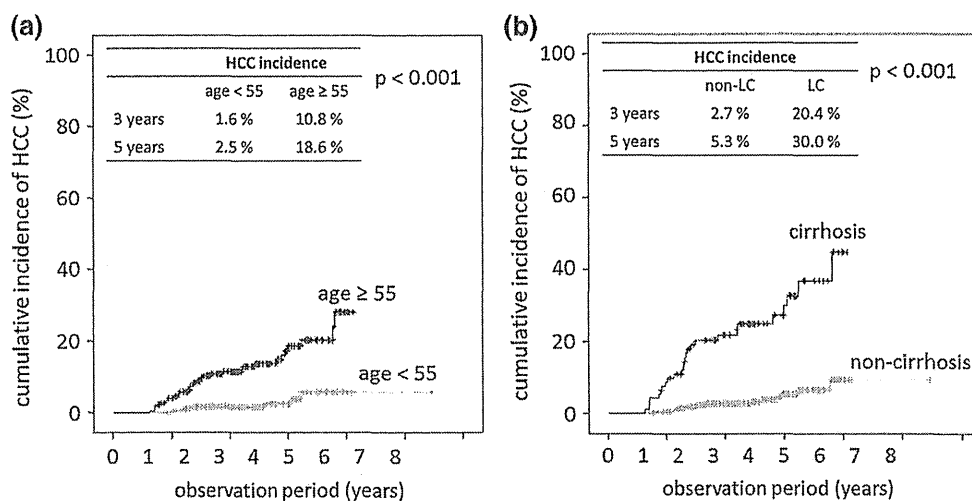 (a)
cumulative incidence of HCC (%)
100
80
60
40
20
0
HCC incidence
age < 55 age ≥ 55
3 years 1.6 % 10.8 %
5 years 2.5 % 18.6 %
p < 0.001
age ≥ 55
age < 55
0 1 2 3 4 5 6 7 8
observation period (years)
(b)
cumulative incidence of HCC (%)
100
80
60
40
20
0
HCC incidence
non-LC LC
3 years 2.7 % 20.4 %
5 years 5.3 % 30.0 %
p < 0.001
cirrhosis
non-cirrhosis
0 1 2 3 4 5 6 7 8
observation period (years)